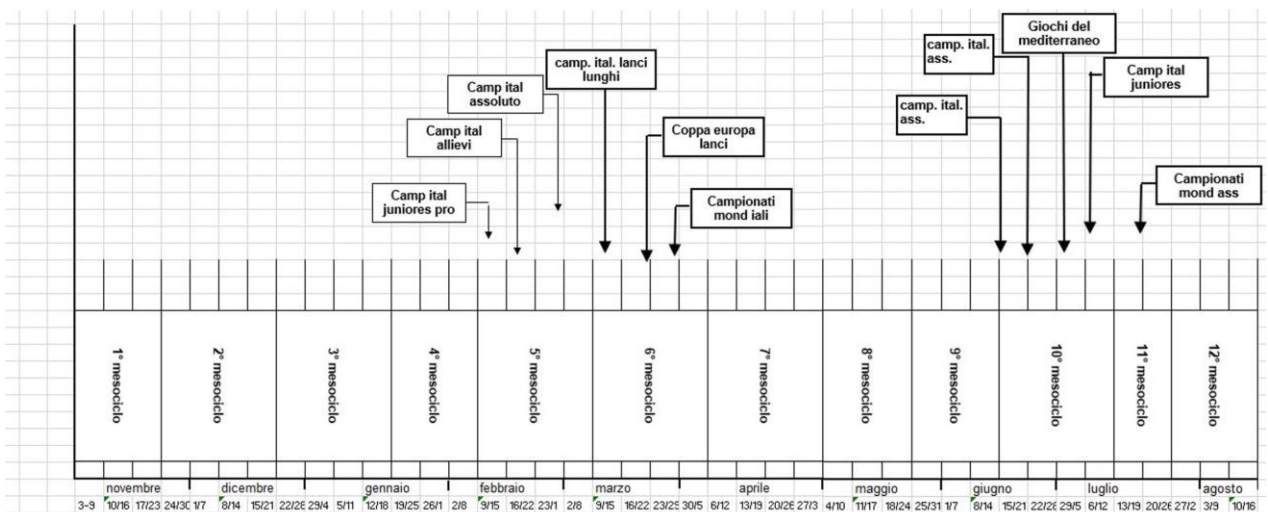 Giochi del
mediterraneo
camp. ital.
ass.
camp. ital. lanci
lunghi
Camp ital
juniores
Camp ital
assoluto
camp. ital.
ass.
Camp ital
allievi
Coppa europa
lanci
Campionati
mond ass
Camp ital
juniores pro
Campionati
mond iali
1° mesociclo
2° mesociclo
3° mesociclo
4° mesociclo
5° mesociclo
6° mesociclo
7° mesociclo
8° mesociclo
9° mesociclo
10° mesociclo
11° mesociclo
12° mesociclo
novembre dicembre gennaio febbraio marzo aprile maggio giugno luglio agosto
3-9 10/16 17/23 24/30 1/7 8/14 15/21 22/28 29/4 5/11 12/18 19/25 26/1 2/8 9/15 16/22 23/1 2/8 9/15 16/22 23/29 30/5 6/12 13/19 20/26 27/3 4/10 11/17 18/24 25/31 1/7 8/14 15/21 22/28 29/5 6/12 13/19 20/26 27/2 3/9 10/16